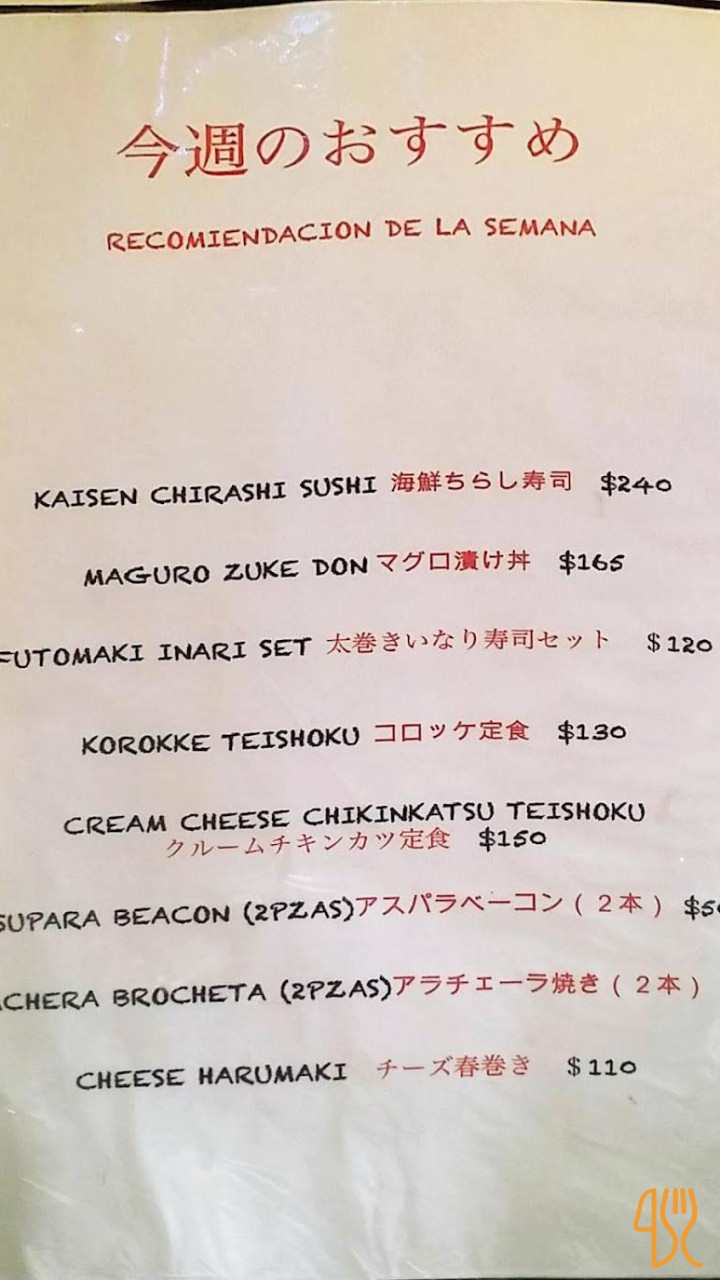 今週のおすすめ
RECOMIENDACION DE LA SEMANA
KAISEN CHIRASHI SUSHI 海鮮ちらし寿司 $240
MAGURO ZUKE DON マグロ漬け丼 $165
FUTOMAKI INARI SET 太巻きいなり寿司セット $120
KOROKKE TEISHOKU コロッケ定食 $130
CREAM CHEESE CHIKINKATSU TEISHOKU
クルームチキンカツ定食 $150
SUPARA BEACON (2PZAS)アスパラベーコン(2本) $5
CHERA BROCHETA (2PZAS)アラチェーラ焼き(2本)
CHEESE HARUMAKI チーズ春巻き $110